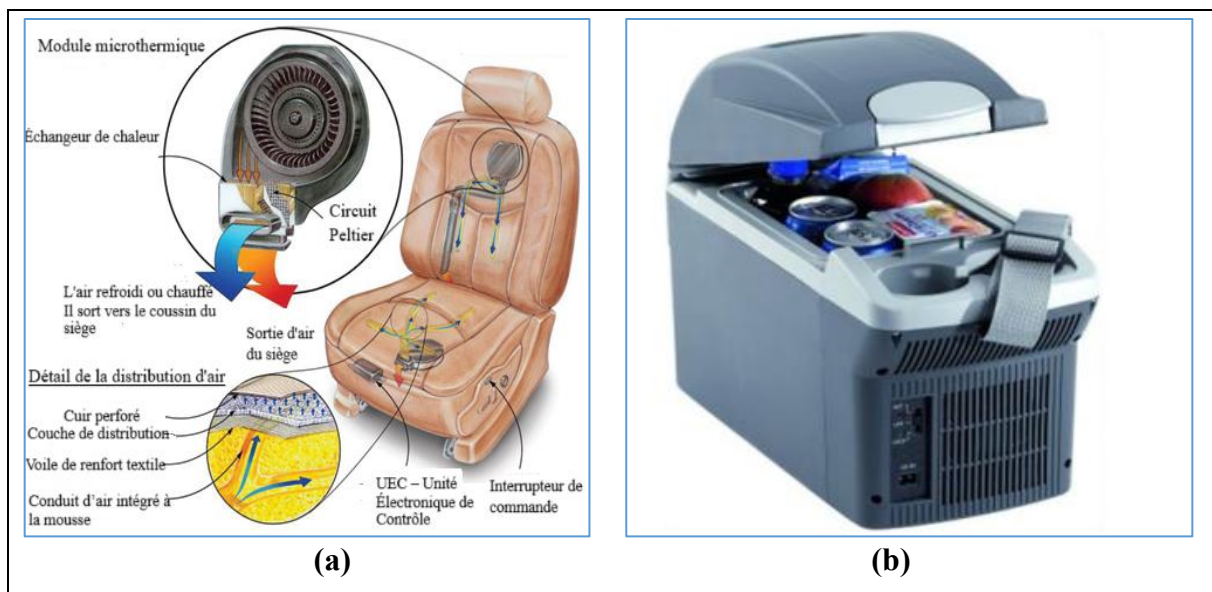 Module microthermique
Échangeur de chaleur
Circuit
Peltier
L'air refroidi ou chauffé
Il sort vers le coussin du
siège
Sortie d'air
du siège
Détail de la distribution d'air
Cuir perforé
Couche de distribution
Voile de renfort textile
Conduit d'air intégré à
la mousse
UEC – Unité
Électronique de
Contrôle
Interrupteur de
commande
(a)
(b)